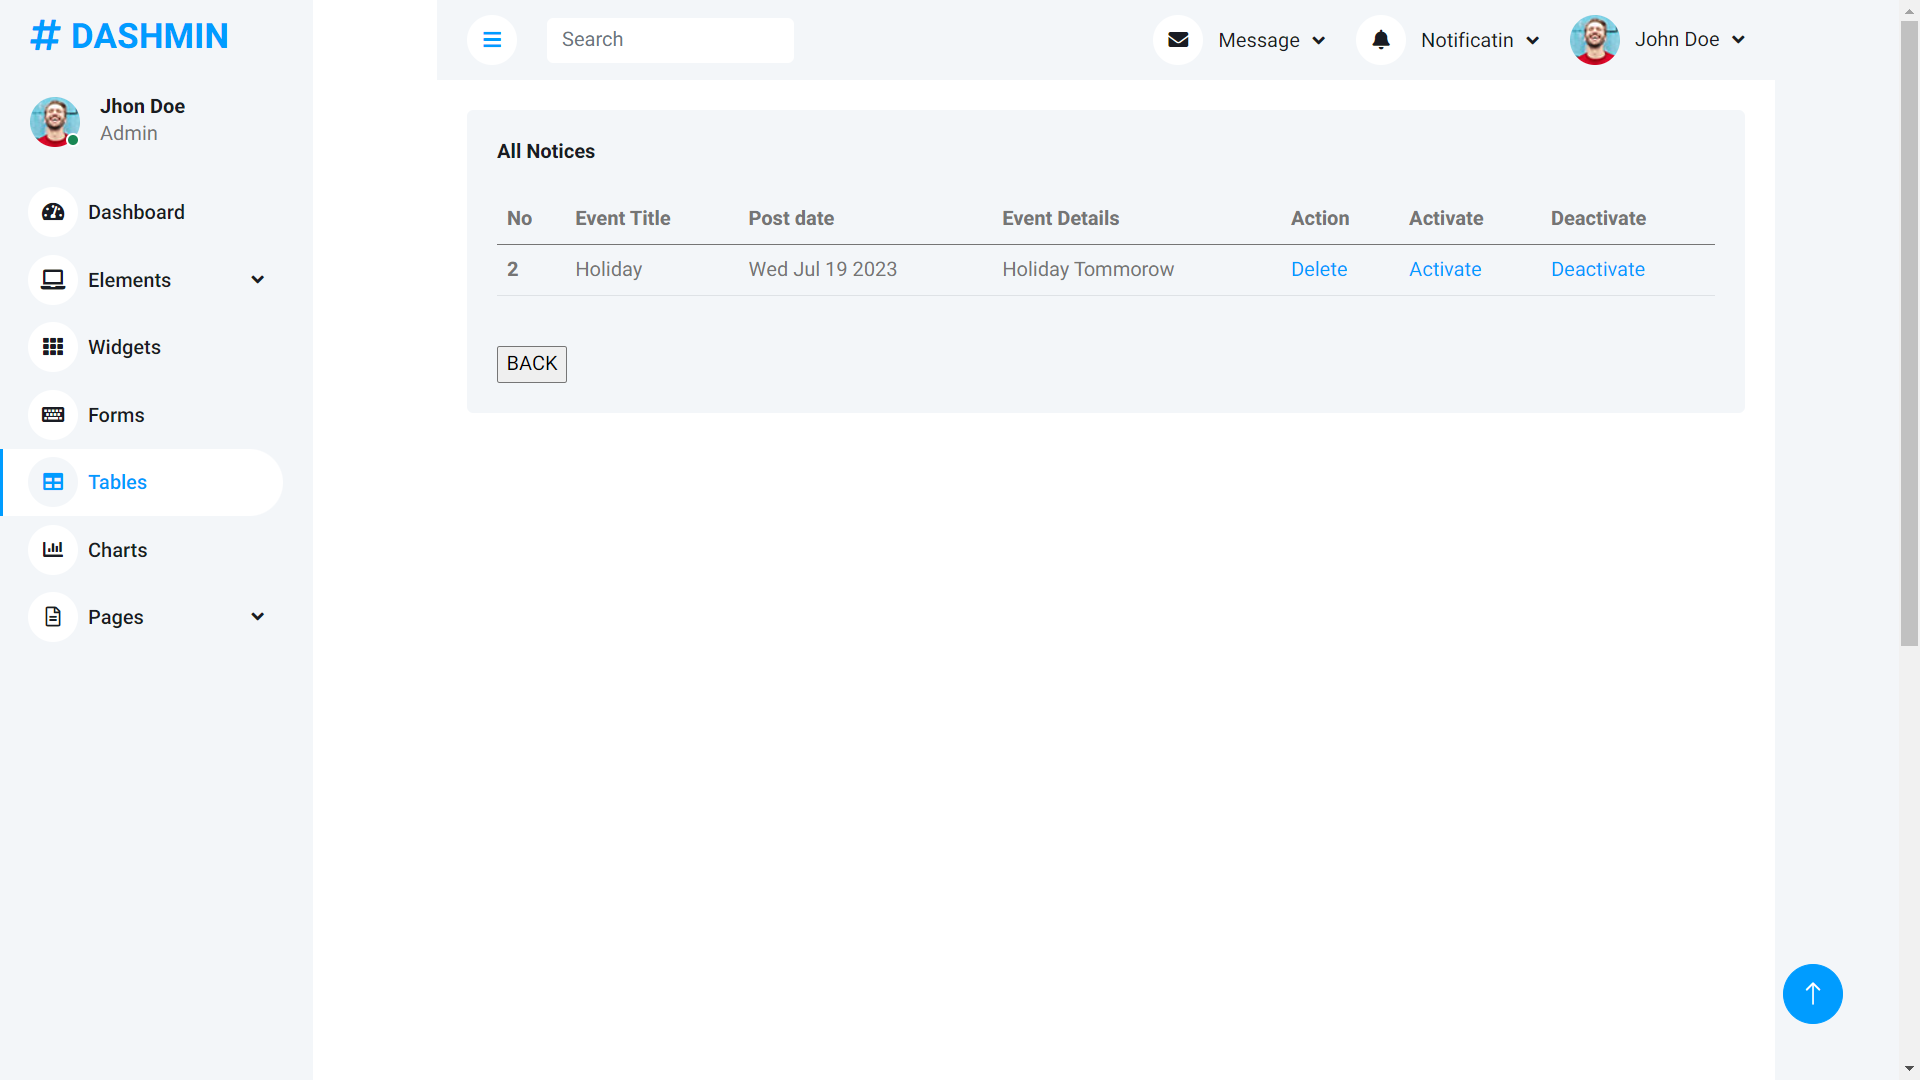 # DASHMIN
Jhon Doe
Admin
Dashboard
Elements
Widgets
Forms
Tables
Charts
Pages
Search
Message
Notificatin
John Doe
All Notices
No Event Title Post date Event Details Action Activate Deactivate
2 Holiday Wed Jul 19 2023 Holiday Tommorow Delete Activate Deactivate
BACK